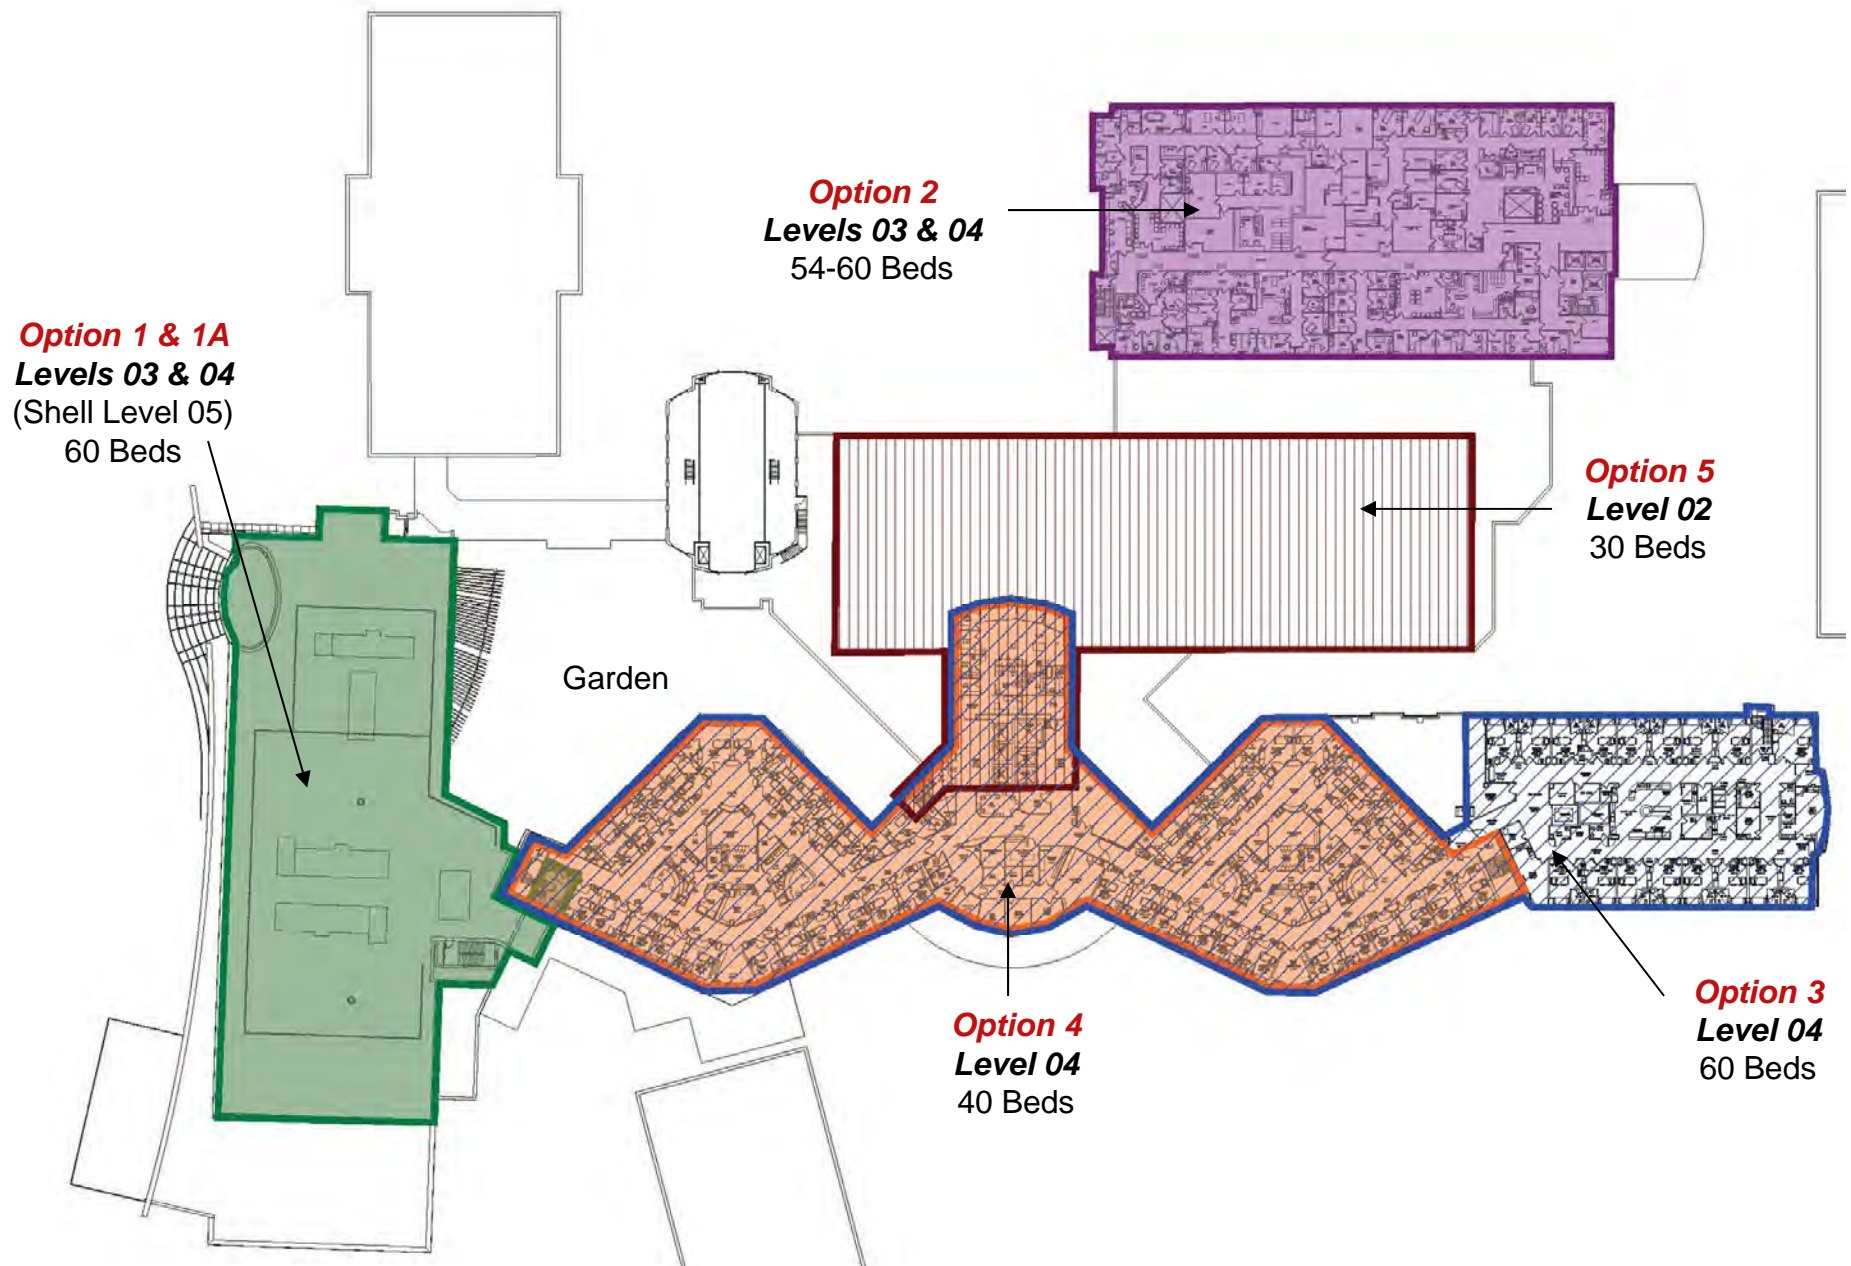 Option 2
Levels 03 & 04
54-60 Beds
Option 1 & 1A
Levels 03 & 04
(Shell Level 05)
60 Beds
Option 5
Level 02
30 Beds
Garden
Option 4
Level 04
40 Beds
Option 3
Level 04
60 Beds